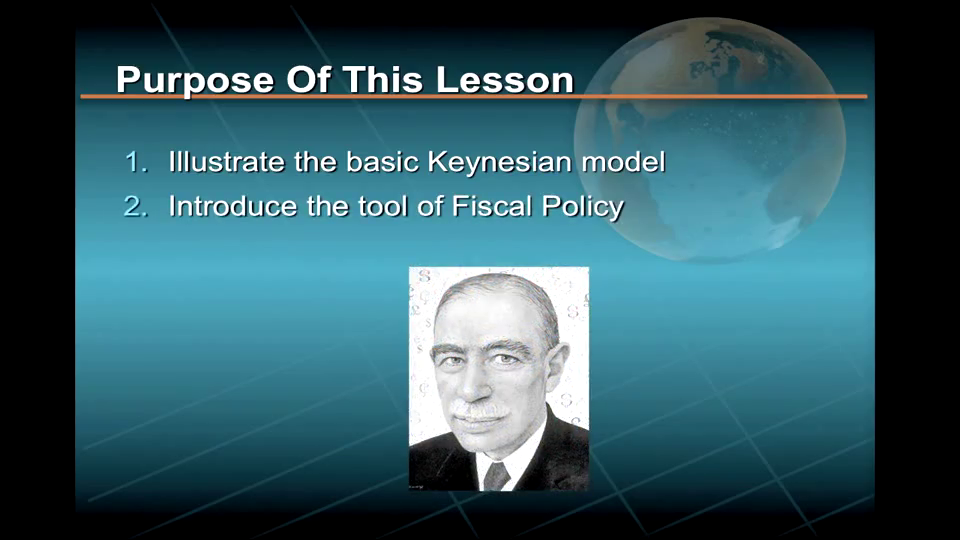 Purpose Of This Lesson
1. Illustrate the basic Keynesian model
2. Introduce the tool of Fiscal Policy